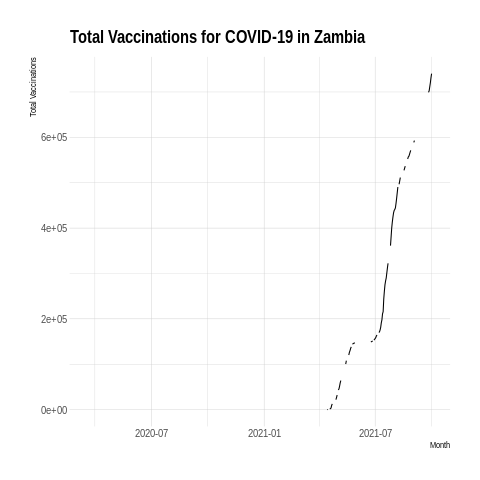 Total Vaccinations for COVID-19 in Zambia
Total Vaccinations
6e+05
4e+05
2e+05
0e+00
2020-07 2021-01 2021-07
Month